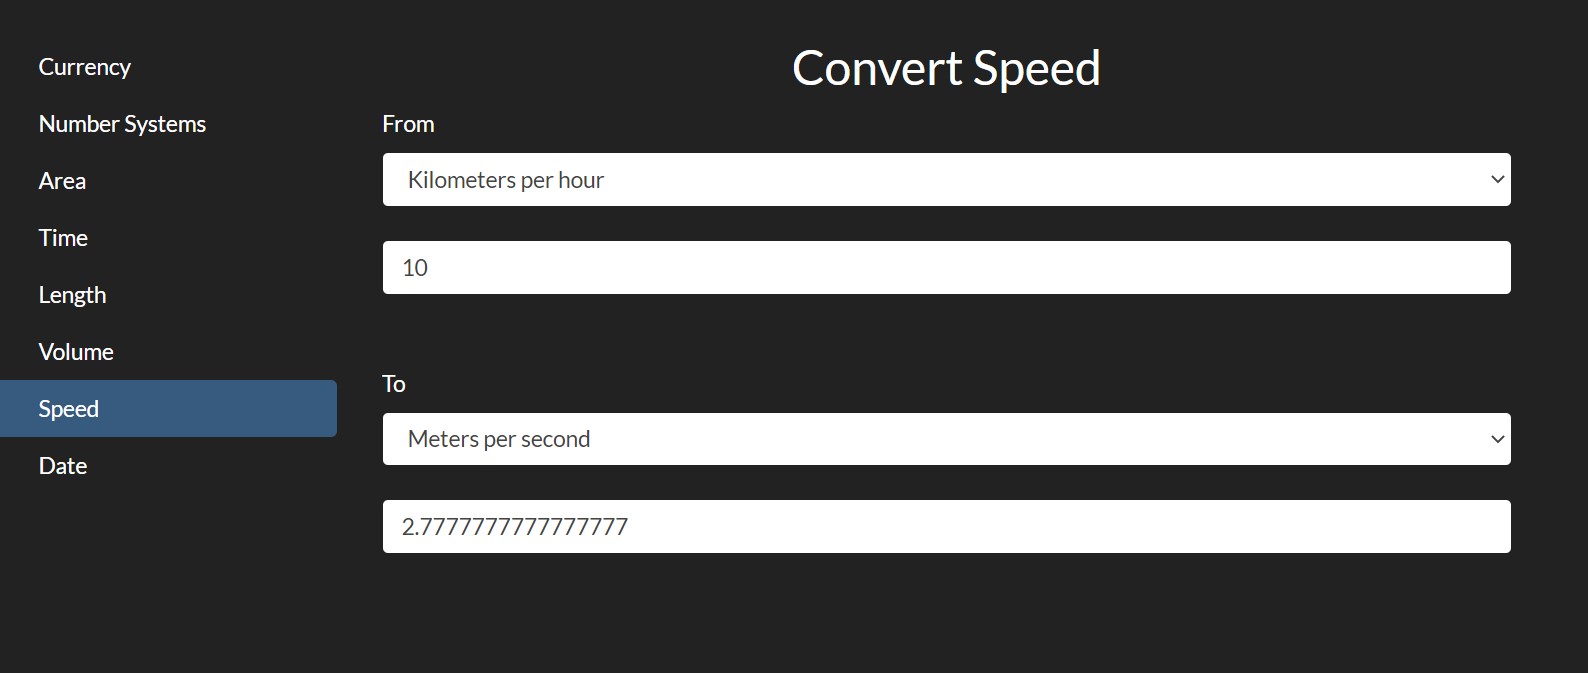 Currency
Number Systems
Area
Time
Length
Volume
Speed
Date
Convert Speed
From
Kilometers per hour
10
To
Meters per second
2.7777777777777777